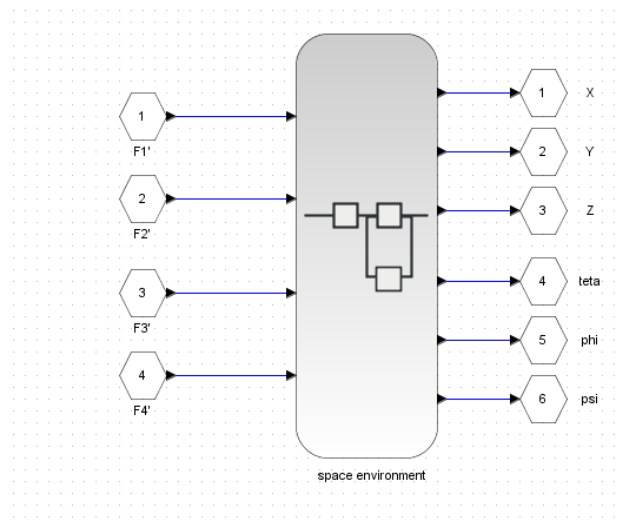 1
F1'
2
F2'
3
F3'
4
F4'
1 X
2 Y
3 Z
4 teta
5 phi
6 psi
space environment